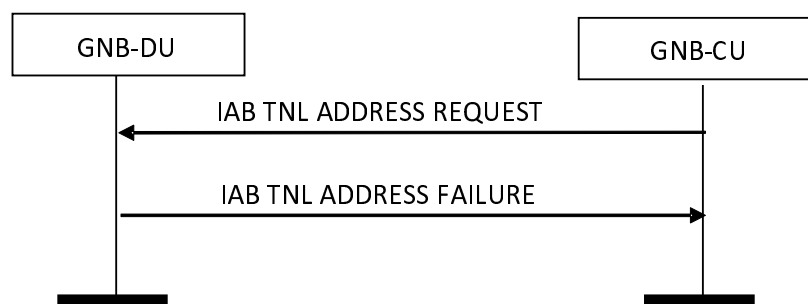 GNB-DU
GNB-CU
IAB TNL ADDRESS REQUEST
IAB TNL ADDRESS FAILURE